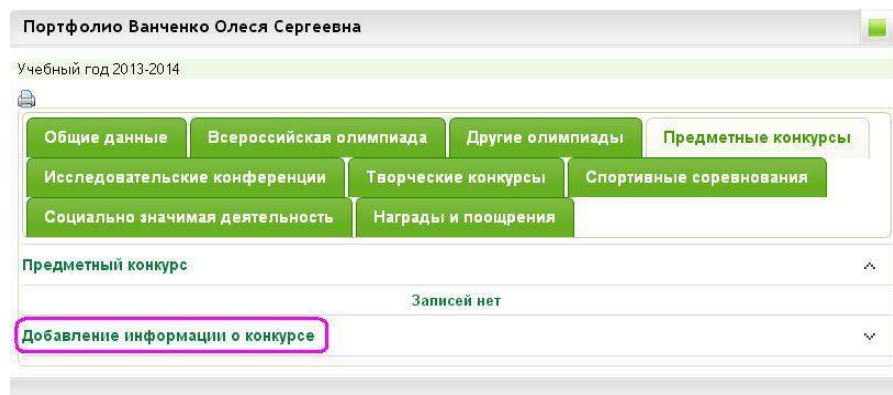 Портфолио Ванченко Олеся Сергеевна
Учебный год 2013-2014
Общие данные Всероссийская олимпиада Другие олимпиады Предметные конкурсы
Исследовательские конференции Творческие конкурсы Спортивные соревнования
Социально значимая деятельность Награды и поощрения
Предметный конкурс
Записей нет
Добавление информации о конкурсе